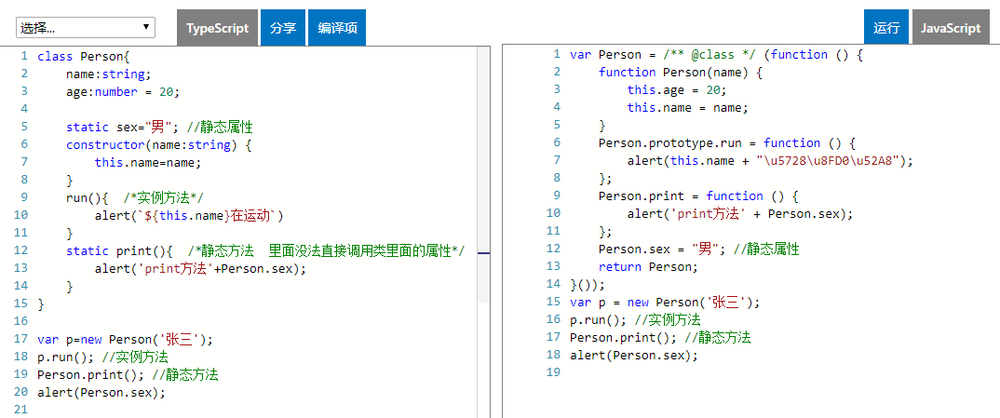 选择... TypeScript 分享 编译项 运行 JavaScript
1 class Person{
2 name:string;
3 age:number = 20;
4
5 static sex="男"; //静态属性
6 constructor(name:string) {
7 this.name=name;
8 }
9 run(){ /*实例方法*/
10 alert(`${this.name}在运动`)
11 }
12 static print(){ /*静态方法 里面没法直接调用类里面的属性*/
13 alert('print方法'+Person.sex);
14 }
15 }
16
17 var p=new Person('张三');
18 p.run(); //实例方法
19 Person.print(); //静态方法
20 alert(Person.sex);
21
1 var Person = /** @class */ (function () {
2 function Person(name) {
3 this.age = 20;
4 this.name = name;
5 }
6 Person.prototype.run = function () {
7 alert(this.name + "\u5728\u8FD0\u52A8");
8 };
9 Person.print = function () {
10 alert('print方法' + Person.sex);
11 };
12 Person.sex = "男"; //静态属性
13 return Person;
14 }());
15 var p = new Person('张三');
16 p.run(); //实例方法
17 Person.print(); //静态方法
18 alert(Person.sex);
19